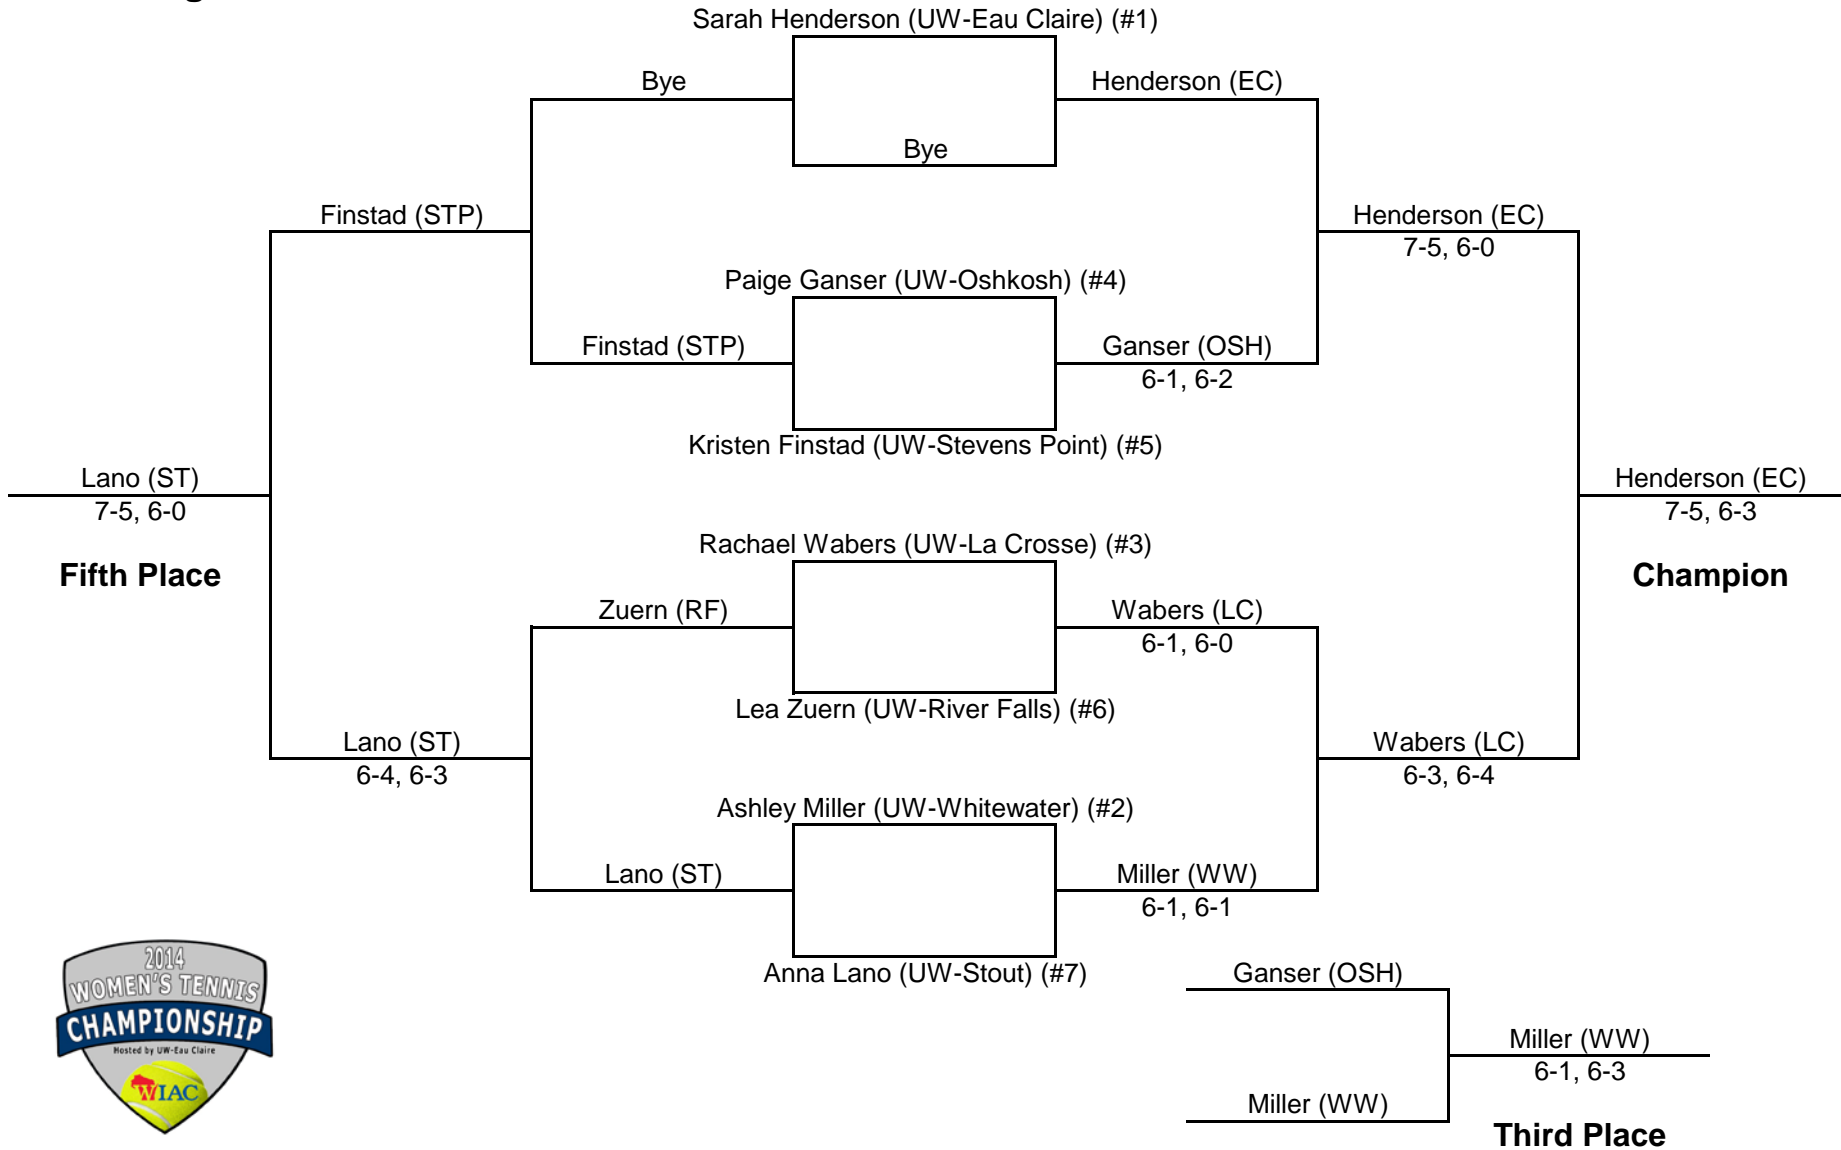 Sarah Henderson (UW-Eau Claire) (#1)
Bye
Henderson (EC)
Bye
Finstad (STP)
Henderson (EC)
7-5, 6-0
Paige Ganser (UW-Oshkosh) (#4)
Finstad (STP)
Ganser (OSH)
6-1, 6-2
Kristen Finstad (UW-Stevens Point) (#5)
Lano (ST)
7-5, 6-0
Henderson (EC)
7-5, 6-3
Rachael Wabers (UW-La Crosse) (#3)
Fifth Place
Champion
Zuern (RF)
Wabers (LC)
6-1, 6-0
Lea Zuern (UW-River Falls) (#6)
Lano (ST)
6-4, 6-3
Wabers (LC)
6-3, 6-4
Ashley Miller (UW-Whitewater) (#2)
Lano (ST)
Miller (WW)
6-1, 6-1
Anna Lano (UW-Stout) (#7)
Ganser (OSH)
Miller (WW)
6-1, 6-3
Miller (WW)
Third Place
2014
WOMEN'S TENNIS
CHAMPIONSHIP
Hosted by UW-Eau Claire
WIAC